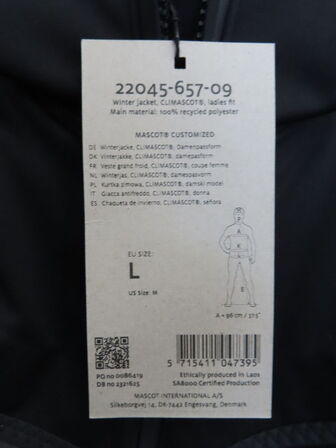 22045-657-09
Winter jacket, CLIMASCOT®, ladies fit
Main material: 100% recycled polyester
MASCOT® CUSTOMIZED
DE Winterjacke, CLIMASCOT®, Damenpassform
DK Vinterjakke, CLIMASCOT®, damepasform
FR Veste grand froid, CLIMASCOT®, coupe femme
NL Winterjas, CLIMASCOT®, damespasvorm
PL Kurtka zimowa, CLIMASCOT®, damski model
IT Giacca antifreddo, CLIMASCOT®, donna
ES Chaqueta de invierno, CLIMASCOT®, señora
EU SIZE:
L
US Size: M
A
E
A = 96 cm / 37.5"
PO no 0086419
DB no 2321625
5 715411 047395
Ethically produced in Laos
SA8000 Certified Production
MASCOT INTERNATIONAL A/S
Silkeborgvej 14, DK-7442 Engesvang, Denmark